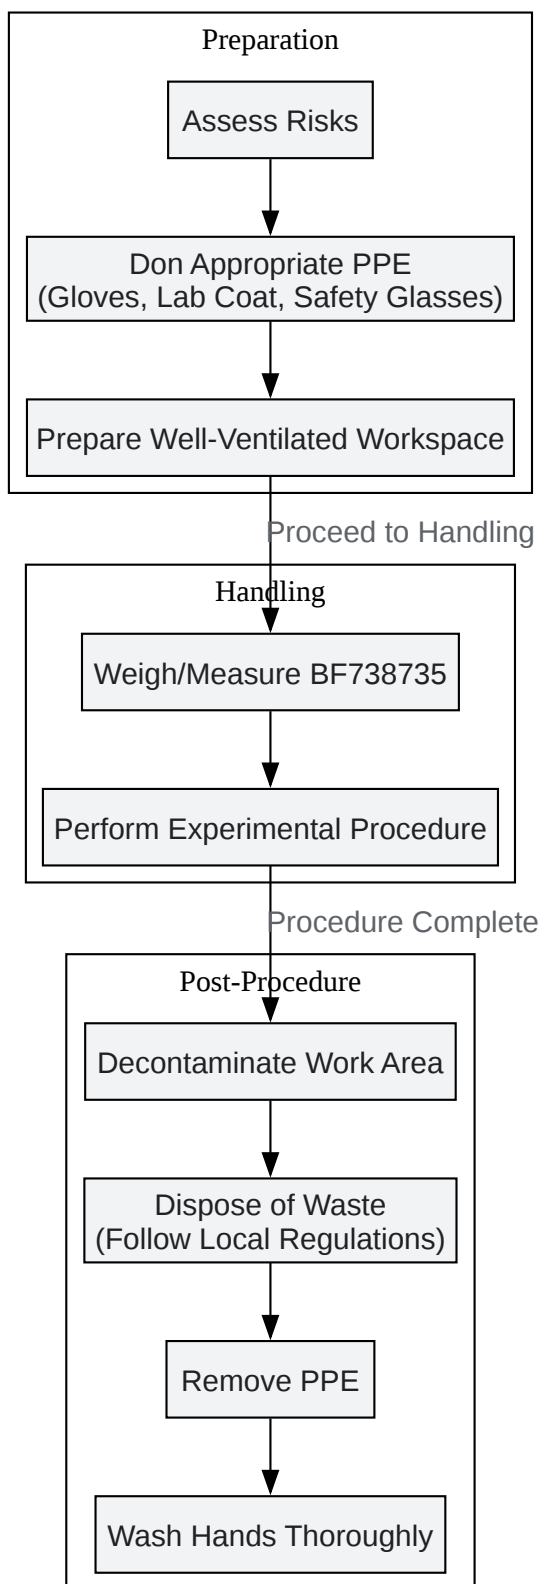 Preparation
Assess Risks
Don Appropriate PPE
(Gloves, Lab Coat, Safety Glasses)
Prepare Well-Ventilated Workspace
Proceed to Handling
Handling
Weigh/Measure BF738735
Perform Experimental Procedure
Procedure Complete
Post-Procedure
Decontaminate Work Area
Dispose of Waste
(Follow Local Regulations)
Remove PPE
Wash Hands Thoroughly